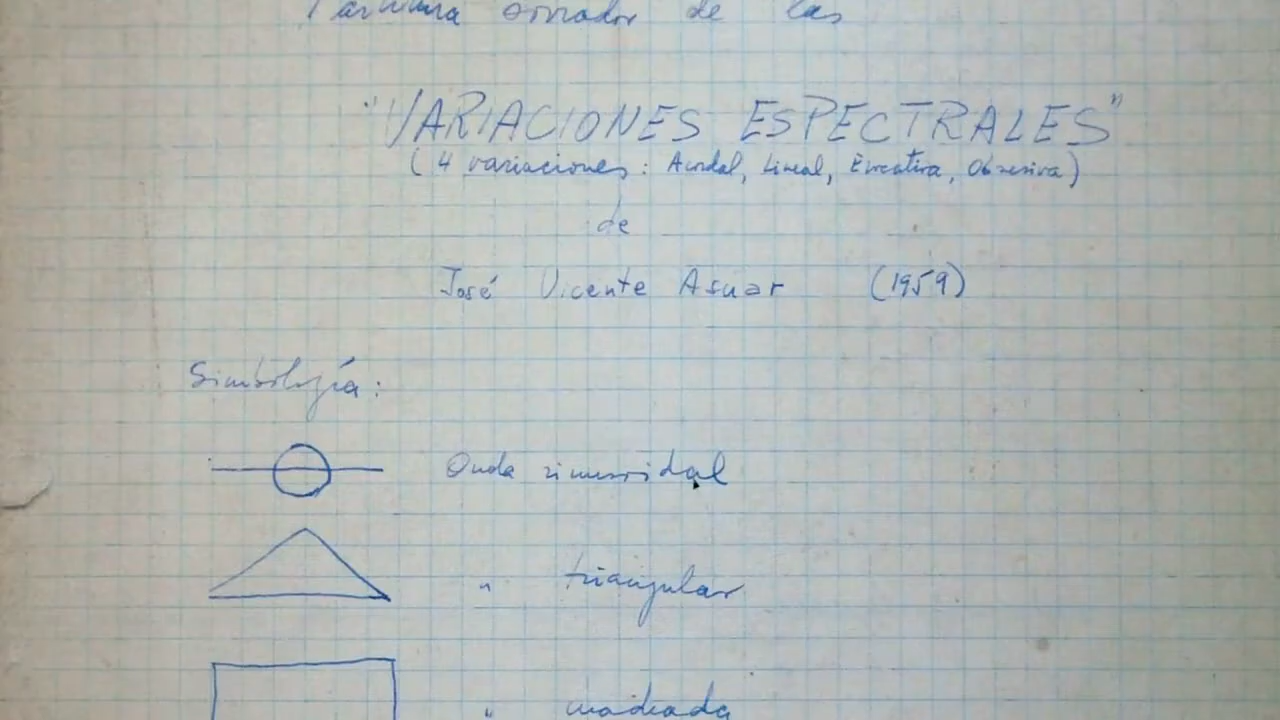 Partitura borrador de las
"VARIACIONES ESPECTRALES"
(4 variaciones: Acordal, Lineal, Evocativa, Obsesiva)
de
José Vicente Asuar (1959)
Simbología:
Onda sinusoidal
" triangular
" cuadrada